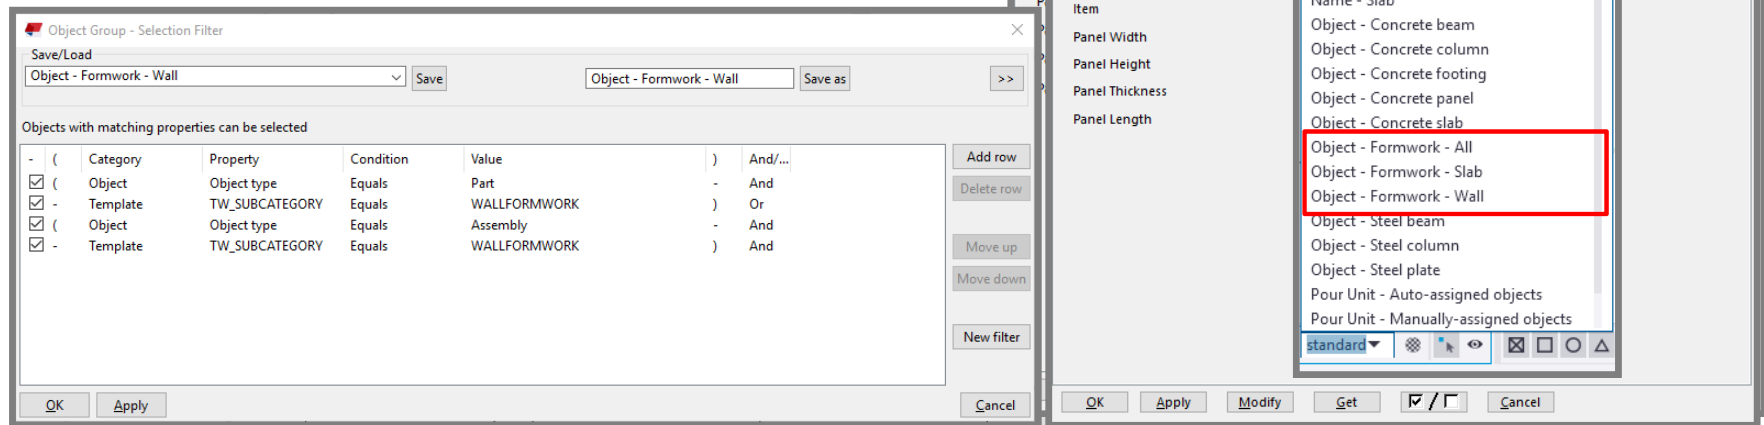 Object Group - Selection Filter
Save/Load
Object - Formwork - Wall
Save
Object - Formwork - Wall
Save as
>>
Objects with matching properties can be selected
- ( Category Property Condition Value ) And/...
( Object Object type Equals Part - And
- Template TW_SUBCATEGORY Equals WALLFORMWORK ) Or
( Object Object type Equals Assembly - And
- Template TW_SUBCATEGORY Equals WALLFORMWORK ) And
Add row
Delete row
Move up
Move down
New filter
OK
Apply
Cancel
Item
Panel Width
Panel Height
Panel Thickness
Panel Length
Name - Slab
Object - Concrete beam
Object - Concrete column
Object - Concrete footing
Object - Concrete panel
Object - Concrete slab
Object - Formwork - All
Object - Formwork - Slab
Object - Formwork - Wall
Object - Steel beam
Object - Steel column
Object - Steel plate
Pour Unit - Auto-assigned objects
Pour Unit - Manually-assigned objects
standard
OK
Apply
Modify
Get
/
Cancel